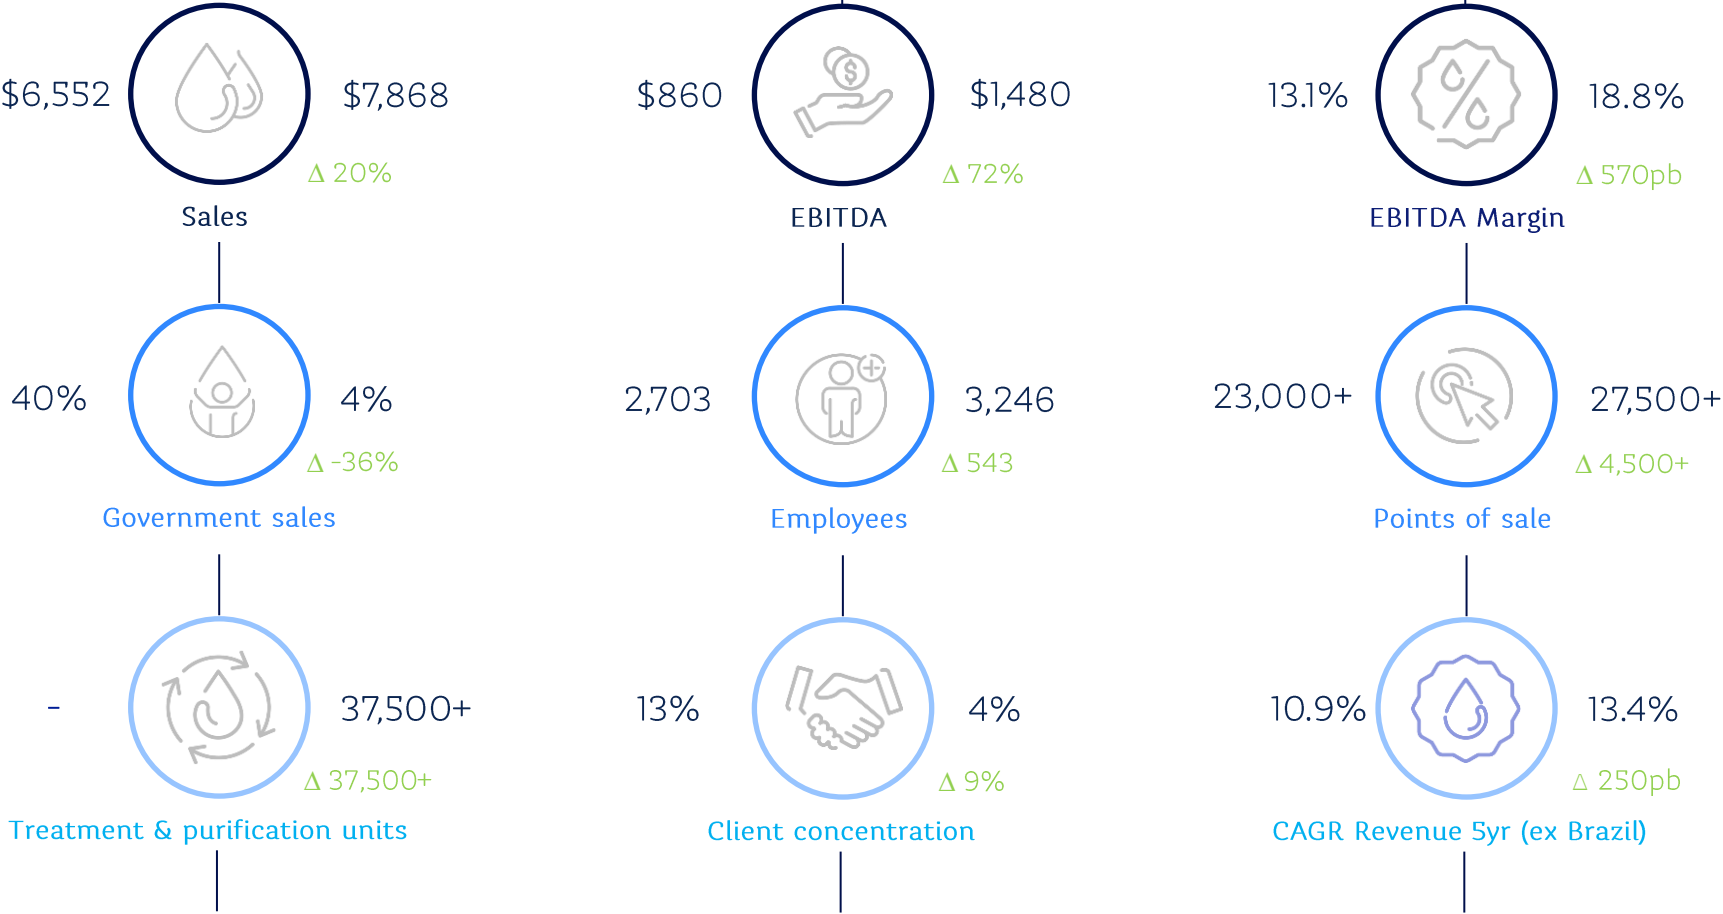 $6,552
$7,868
Δ 20%
Sales
$860
$1,480
Δ 72%
EBITDA
13.1%
18.8%
Δ 570pb
EBITDA Margin
40%
4%
Δ -36%
Government sales
2,703
3,246
Δ 543
Employees
23,000+
27,500+
Δ 4,500+
Points of sale
-
37,500+
Δ 37,500+
Treatment & purification units
13%
4%
Δ 9%
Client concentration
10.9%
13.4%
Δ 250pb
CAGR Revenue 5yr (ex Brazil)